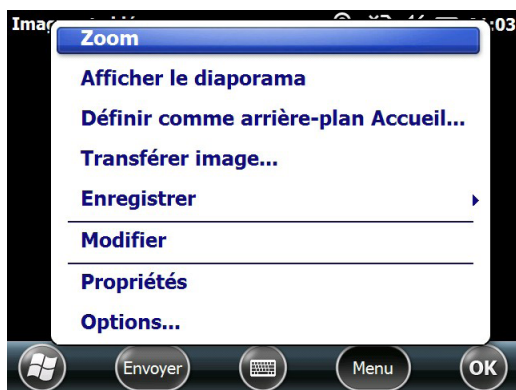 Zoom
Afficher le diaporama
Définir comme arrière-plan Accueil...
Transférer image...
Enregistrer
Modifier
Propriétés
Options...
Envoyer
Menu
OK